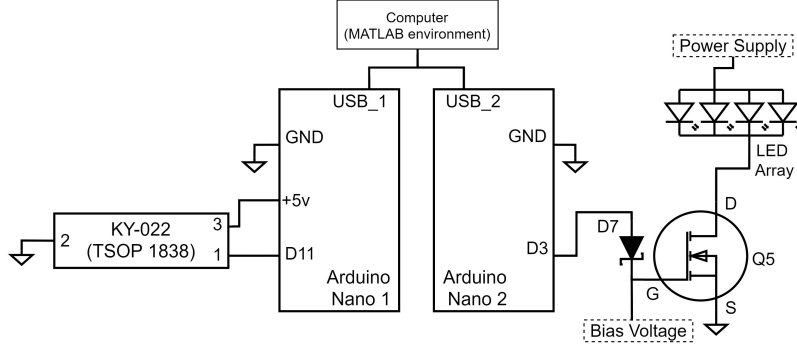 Computer
(MATLAB environment)
Power Supply
USB_1
USB_2
GND
GND
LED
Array
+5v
D
KY-022
(TSOP 1838)
3
2
1
D11
D3
D7
Q5
Arduino
Nano 1
Arduino
Nano 2
G
S
Bias Voltage